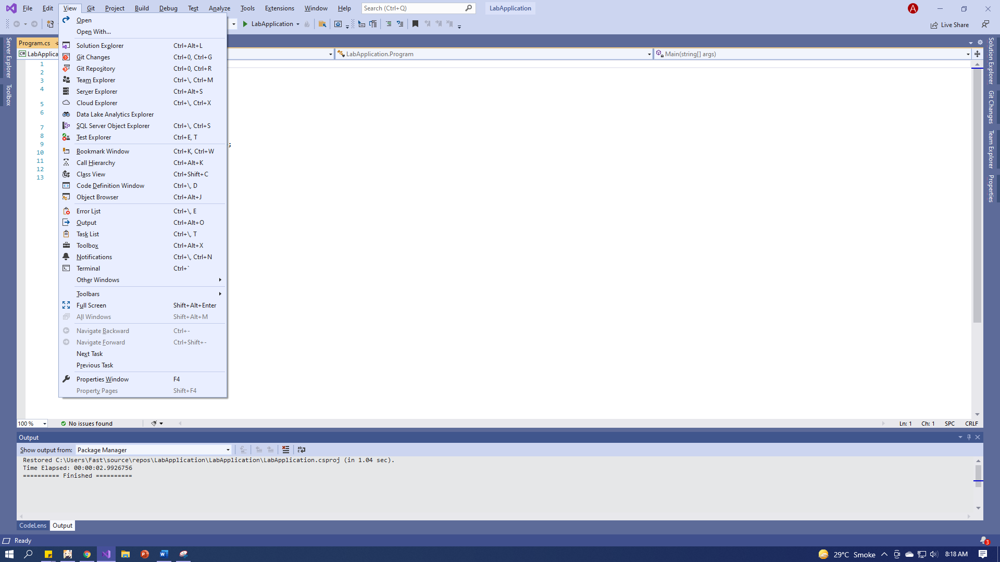 File Edit View Git Project Build Debug Test Analyze Tools Extensions Window Help Search (Ctrl+Q) LabApplication A
LabApplication Live Share
Open
Open With...
Solution Explorer Ctrl+Alt+L
Git Changes Ctrl+0, Ctrl+G
Git Repository Ctrl+0, Ctrl+R
Team Explorer Ctrl+\, Ctrl+M
Server Explorer Ctrl+Alt+S
Cloud Explorer Ctrl+\, Ctrl+X
Data Lake Analytics Explorer
SQL Server Object Explorer Ctrl+\, Ctrl+S
Test Explorer Ctrl+E, T
Bookmark Window Ctrl+K, Ctrl+W
Call Hierarchy Ctrl+Alt+K
Class View Ctrl+Shift+C
Code Definition Window Ctrl+\, D
Object Browser Ctrl+Alt+J
Error List Ctrl+\, E
Output Ctrl+Alt+O
Task List Ctrl+\, T
Toolbox Ctrl+Alt+X
Notifications Ctrl+\, Ctrl+N
Terminal Ctrl+`
Other Windows
Toolbars
Full Screen Shift+Alt+Enter
All Windows Shift+Alt+M
Navigate Backward Ctrl+-
Navigate Forward Ctrl+Shift+-
Next Task
Previous Task
Properties Window F4
Property Pages Shift+F4
Server Explorer
Toolbox
Program.cs
C# LabApplica LabApplication.Program Main(string[] args)
1
2
3
4
5
6
7
8
9 ;
10
11
12
13
Solution Explorer
Git Changes
Team Explorer
Properties
100 % No issues found Ln: 1 Ch: 1 SPC CRLF
Output
Show output from: Package Manager
Restored C:\Users\Fast\source\repos\LabApplication\LabApplication\LabApplication.csproj (in 1.04 sec).
Time Elapsed: 00:00:02.9926756
========== Finished ==========
CodeLens Output
Ready 3
29°C Smoke 8:18 AM